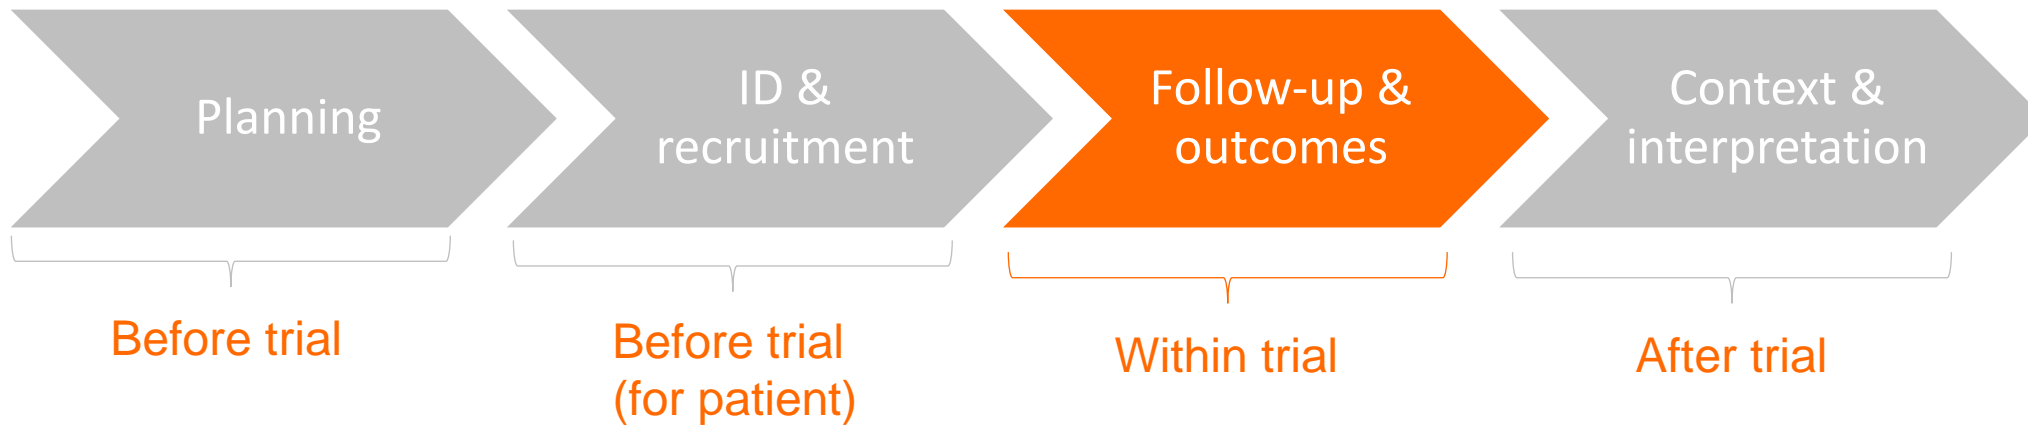 Planning
ID &
recruitment
Follow-up &
outcomes
Context &
interpretation
Before trial
Before trial
(for patient)
Within trial
After trial